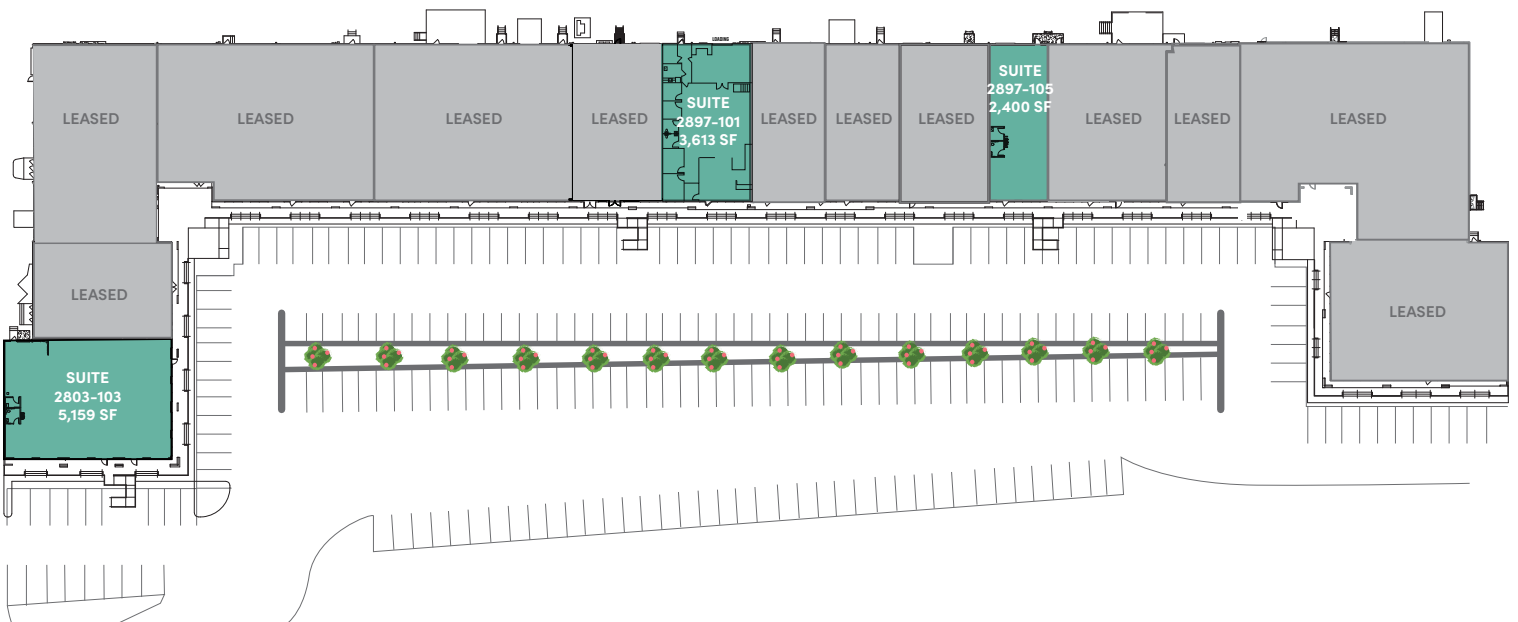 LOADING
LEASED
LEASED
LEASED
LEASED
SUITE
2897-101
3,613 SF
LEASED
LEASED
LEASED
SUITE
2897-105
2,400 SF
LEASED
LEASED
LEASED
LEASED
LEASED
SUITE
2803-103
5,159 SF